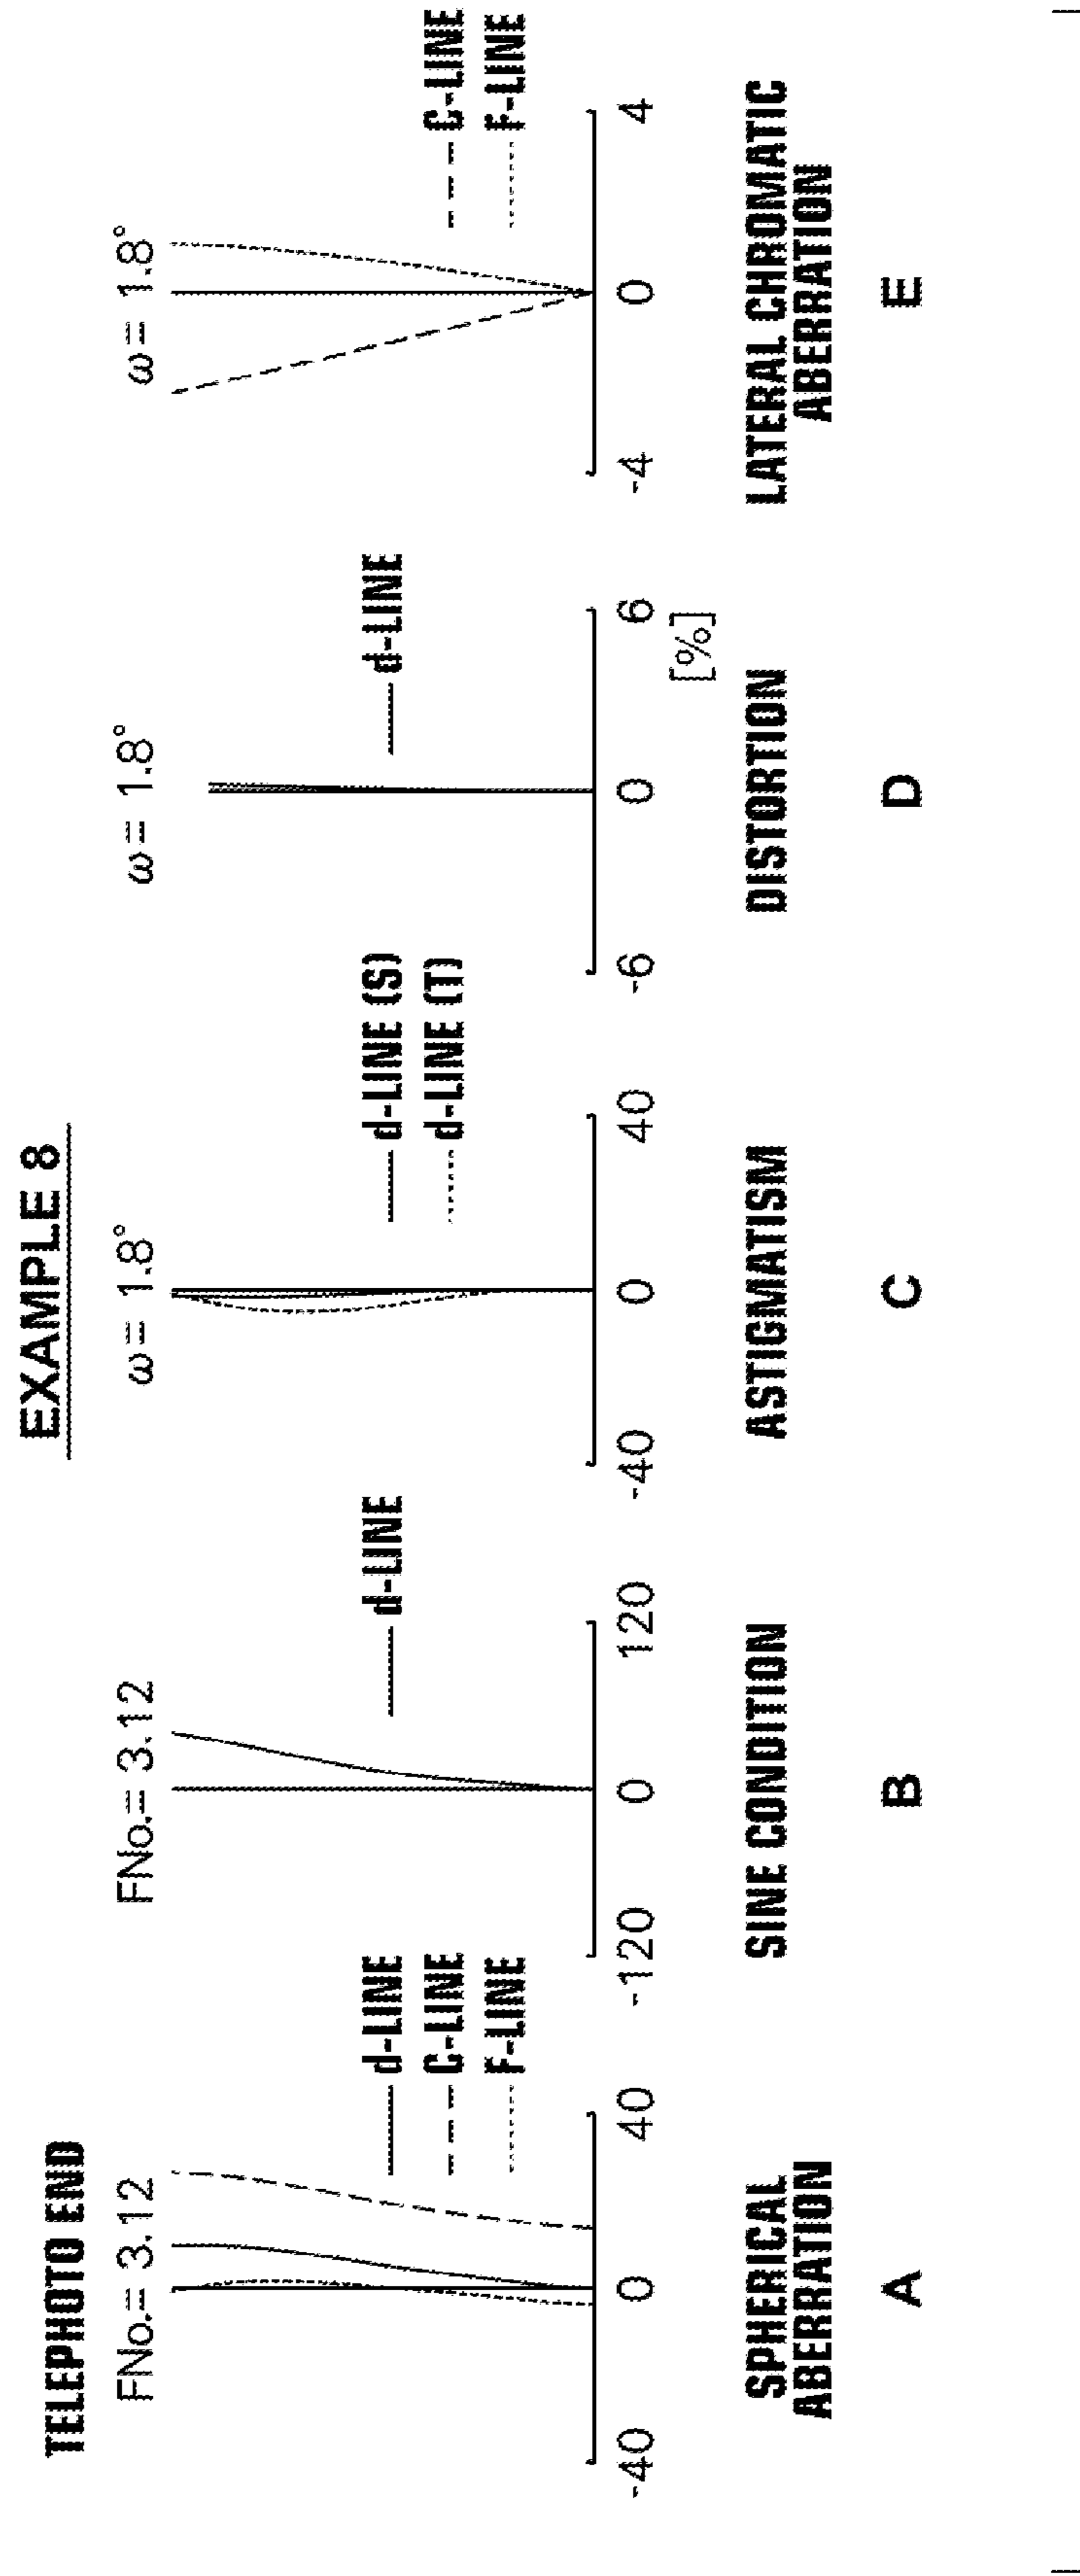 EXAMPLE 8
TELEPHOTO END
FNo.= 3.12
d-LINE
C-LINE
F-LINE
-40 0 40
SPHERICAL
ABERRATION
A
FNo.= 3.12
d-LINE
-120 0 120
SINE CONDITION
B
ω= 1.8°
d-LINE (S)
d-LINE (T)
-40 0 40
ASTIGMATISM
C
ω= 1.8°
d-LINE
-6 0 6
[%]
DISTORTION
D
ω= 1.8°
C-LINE
F-LINE
-4 0 4
LATERAL CHROMATIC
ABERRATION
E